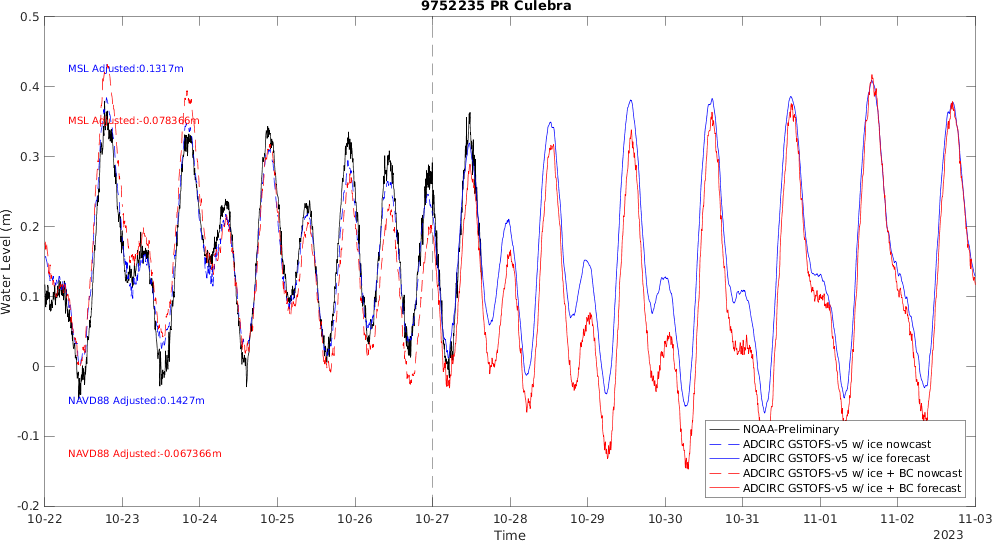 9752235 PR Culebra
0.5
0.4
0.3
0.2
0.1
0
-0.1
-0.2
Water Level (m)
MSL Adjusted:0.1317m
MSL Adjusted:-0.078366m
NAVD88 Adjusted:0.1427m
NAVD88 Adjusted:-0.067366m
NOAA-Preliminary
ADCIRC GSTOFS-v5 w/ ice nowcast
ADCIRC GSTOFS-v5 w/ ice forecast
ADCIRC GSTOFS-v5 w/ ice + BC nowcast
ADCIRC GSTOFS-v5 w/ ice + BC forecast
10-22 10-23 10-24 10-25 10-26 10-27 10-28 10-29 10-30 10-31 11-01 11-02 11-03
Time
2023